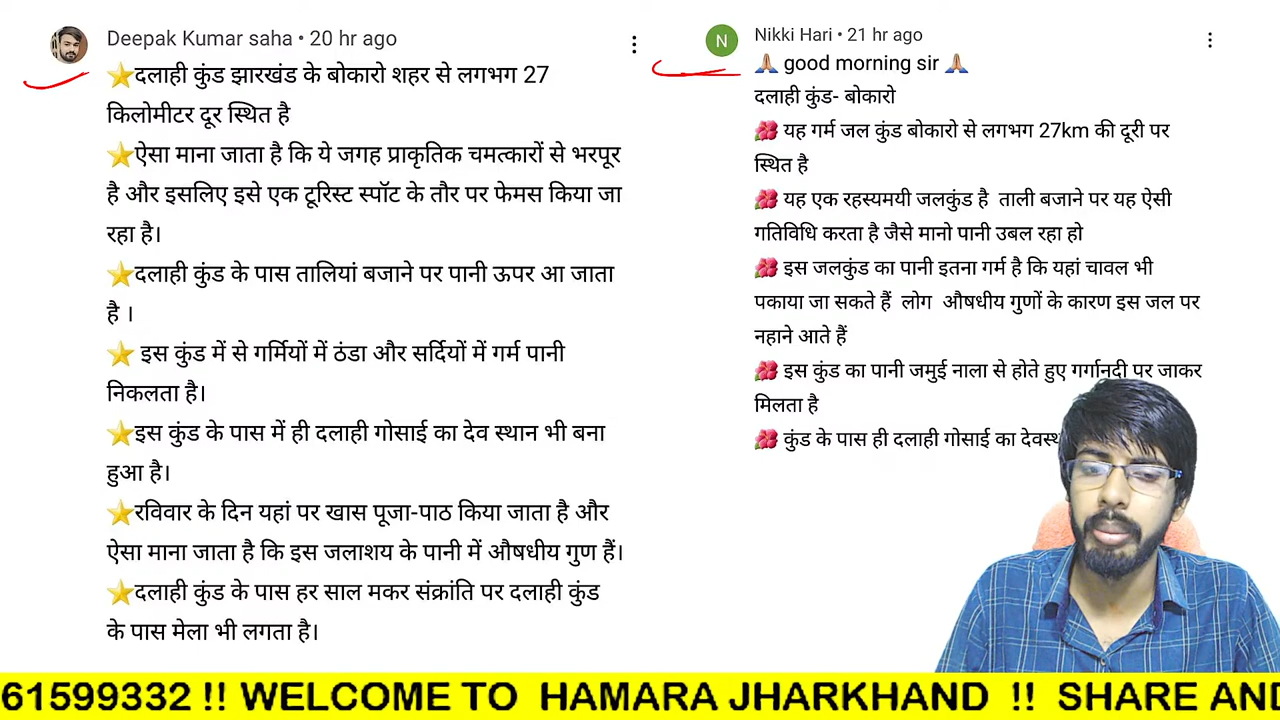 Deepak Kumar saha • 20 hr ago
⭐दलाही कुंड झारखंड के बोकारो शहर से लगभग 27
किलोमीटर दूर स्थित है
⭐ऐसा माना जाता है कि ये जगह प्राकृतिक चमत्कारों से भरपूर
है और इसलिए इसे एक टूरिस्ट स्पॉट के तौर पर फेमस किया जा
रहा है।
⭐दलाही कुंड के पास तालियां बजाने पर पानी ऊपर आ जाता
है ।
⭐ इस कुंड में से गर्मियों में ठंडा और सर्दियों में गर्म पानी
निकलता है।
⭐इस कुंड के पास में ही दलाही गोसाई का देव स्थान भी बना
हुआ है।
⭐रविवार के दिन यहां पर खास पूजा-पाठ किया जाता है और
ऐसा माना जाता है कि इस जलाशय के पानी में औषधीय गुण हैं।
⭐दलाही कुंड के पास हर साल मकर संक्रांति पर दलाही कुंड
के पास मेला भी लगता है।
N
Nikki Hari • 21 hr ago
🙏 good morning sir 🙏
दलाही कुंड- बोकारो
🌺 यह गर्म जल कुंड बोकारो से लगभग 27km की दूरी पर
स्थित है
🌺 यह एक रहस्यमयी जलकुंड है ताली बजाने पर यह ऐसी
गतिविधि करता है जैसे मानो पानी उबल रहा हो
🌺 इस जलकुंड का पानी इतना गर्म है कि यहां चावल भी
पकाया जा सकते हैं लोग औषधीय गुणों के कारण इस जल पर
नहाने आते हैं
🌺 इस कुंड का पानी जमुई नाला से होते हुए गर्गानदी पर जाकर
मिलता है
🌺 कुंड के पास ही दलाही गोसाई का
61599332 !! WELCOME TO HAMARA JHARKHAND !! SHARE AND